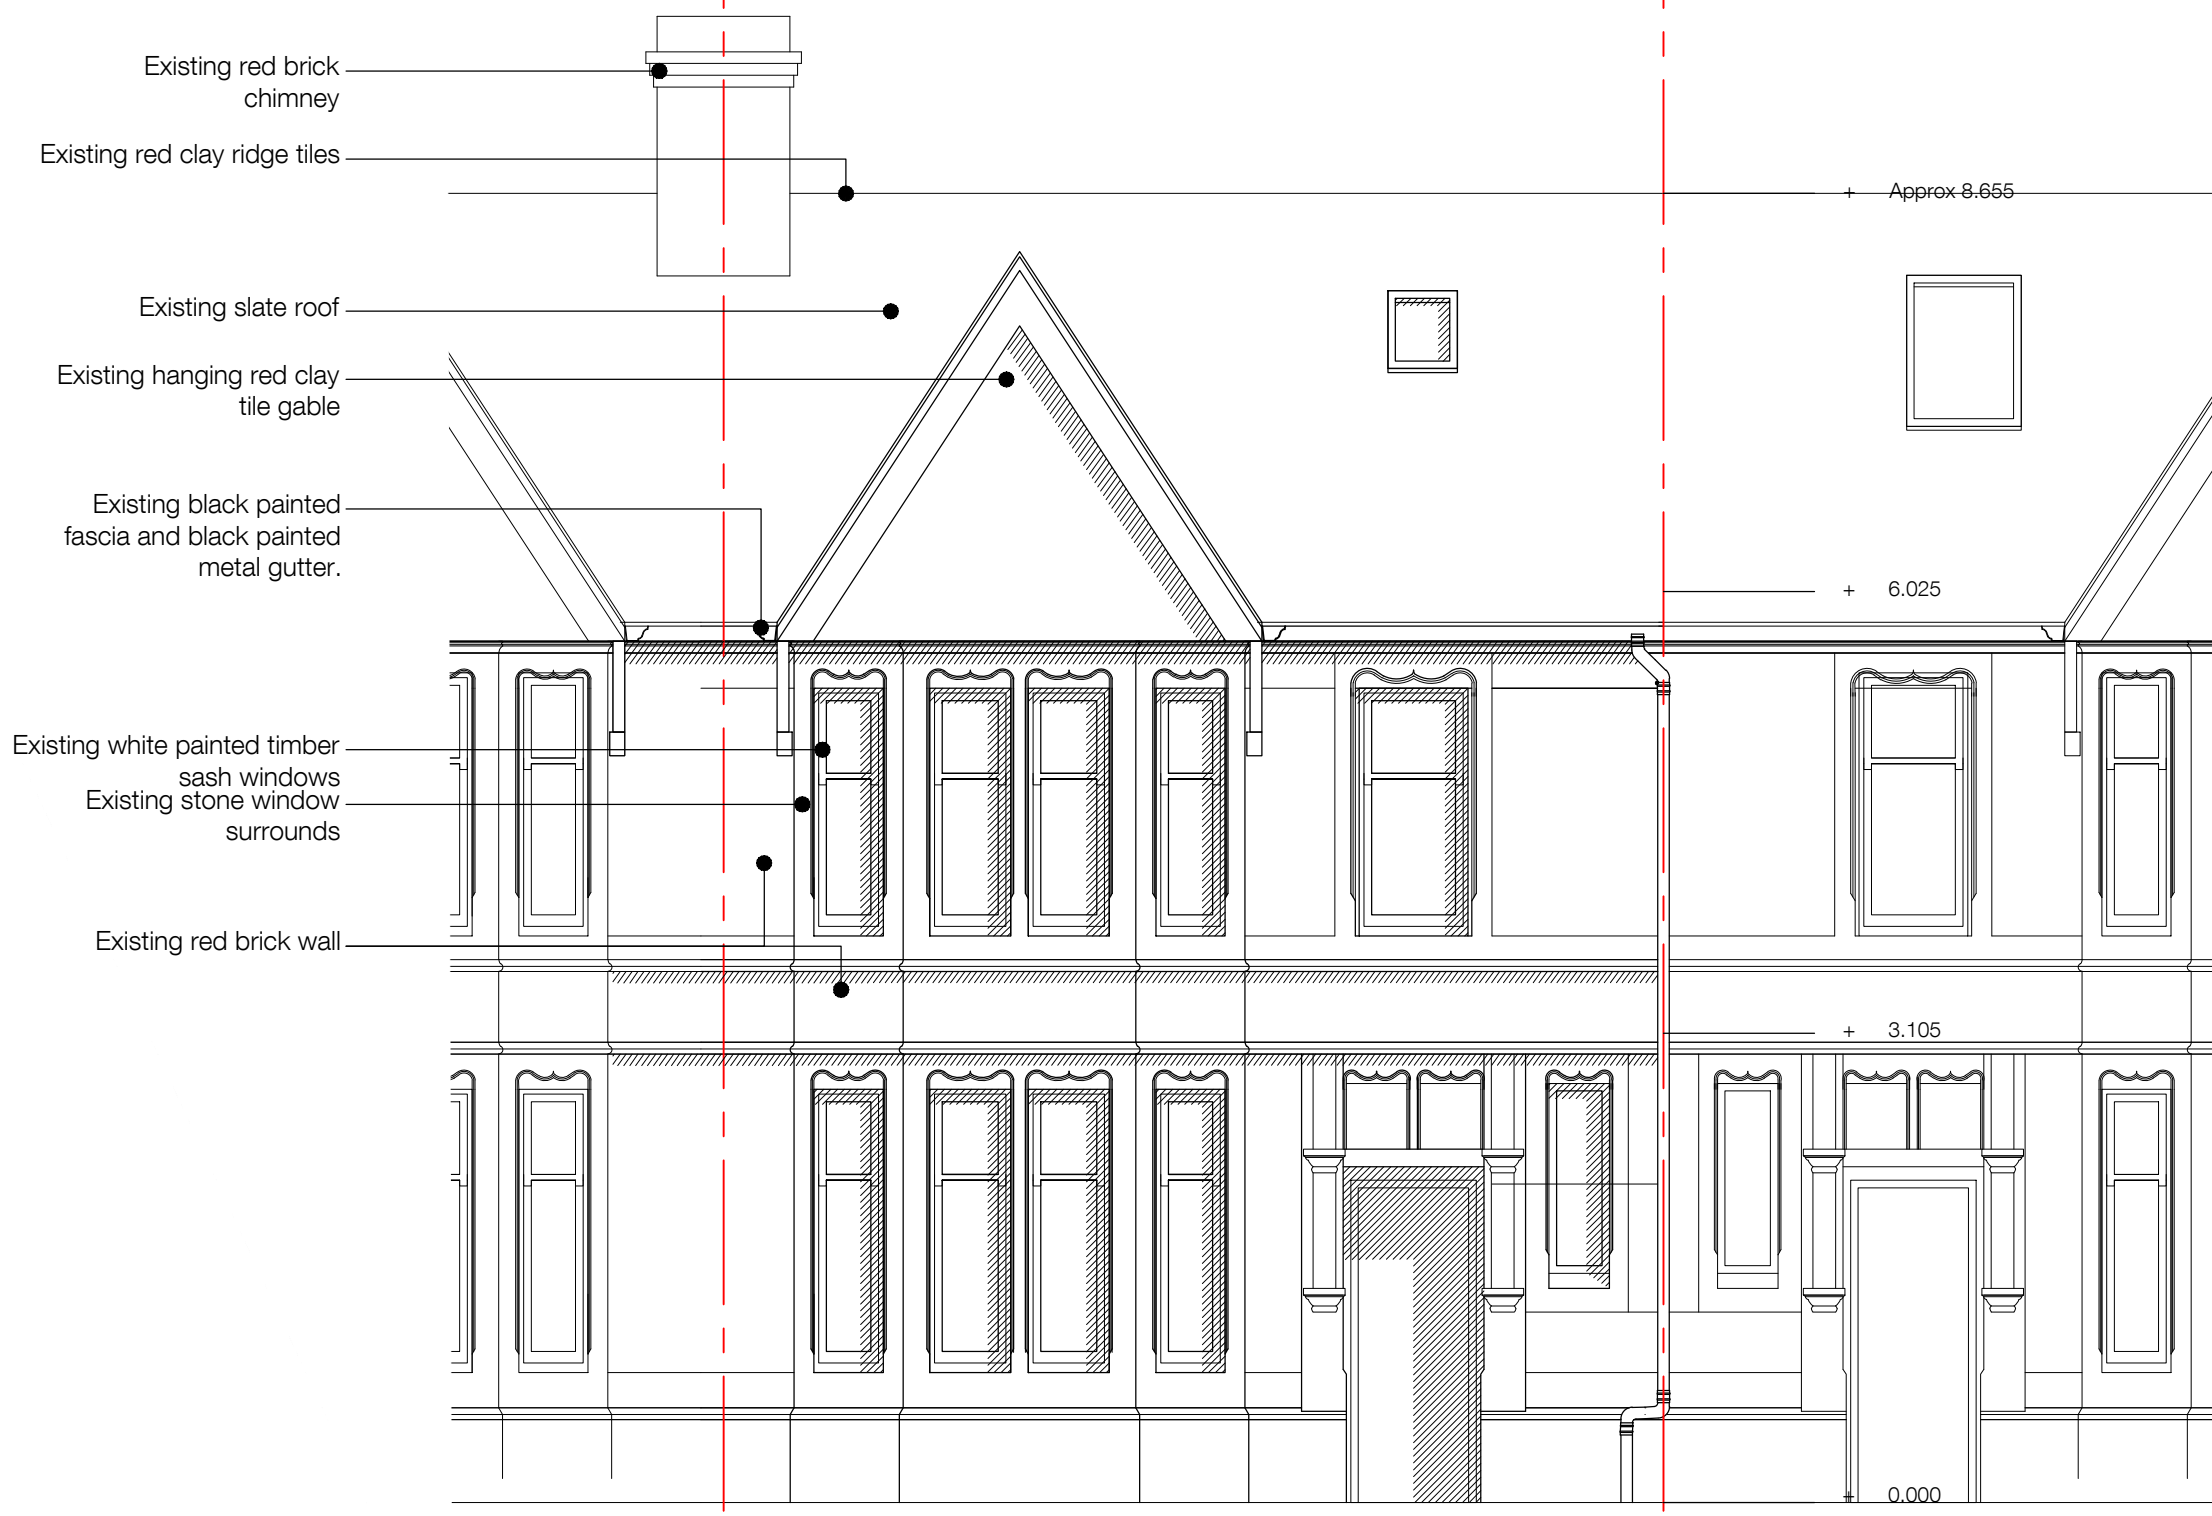 Existing red brick
chimney
Existing red clay ridge tiles
+ Approx 8.655
Existing slate roof
Existing hanging red clay
tile gable
Existing black painted
fascia and black painted
metal gutter.
+ 6.025
Existing white painted timber
sash windows
Existing stone window
surrounds
Existing red brick wall
+ 3.105
+ 0.000